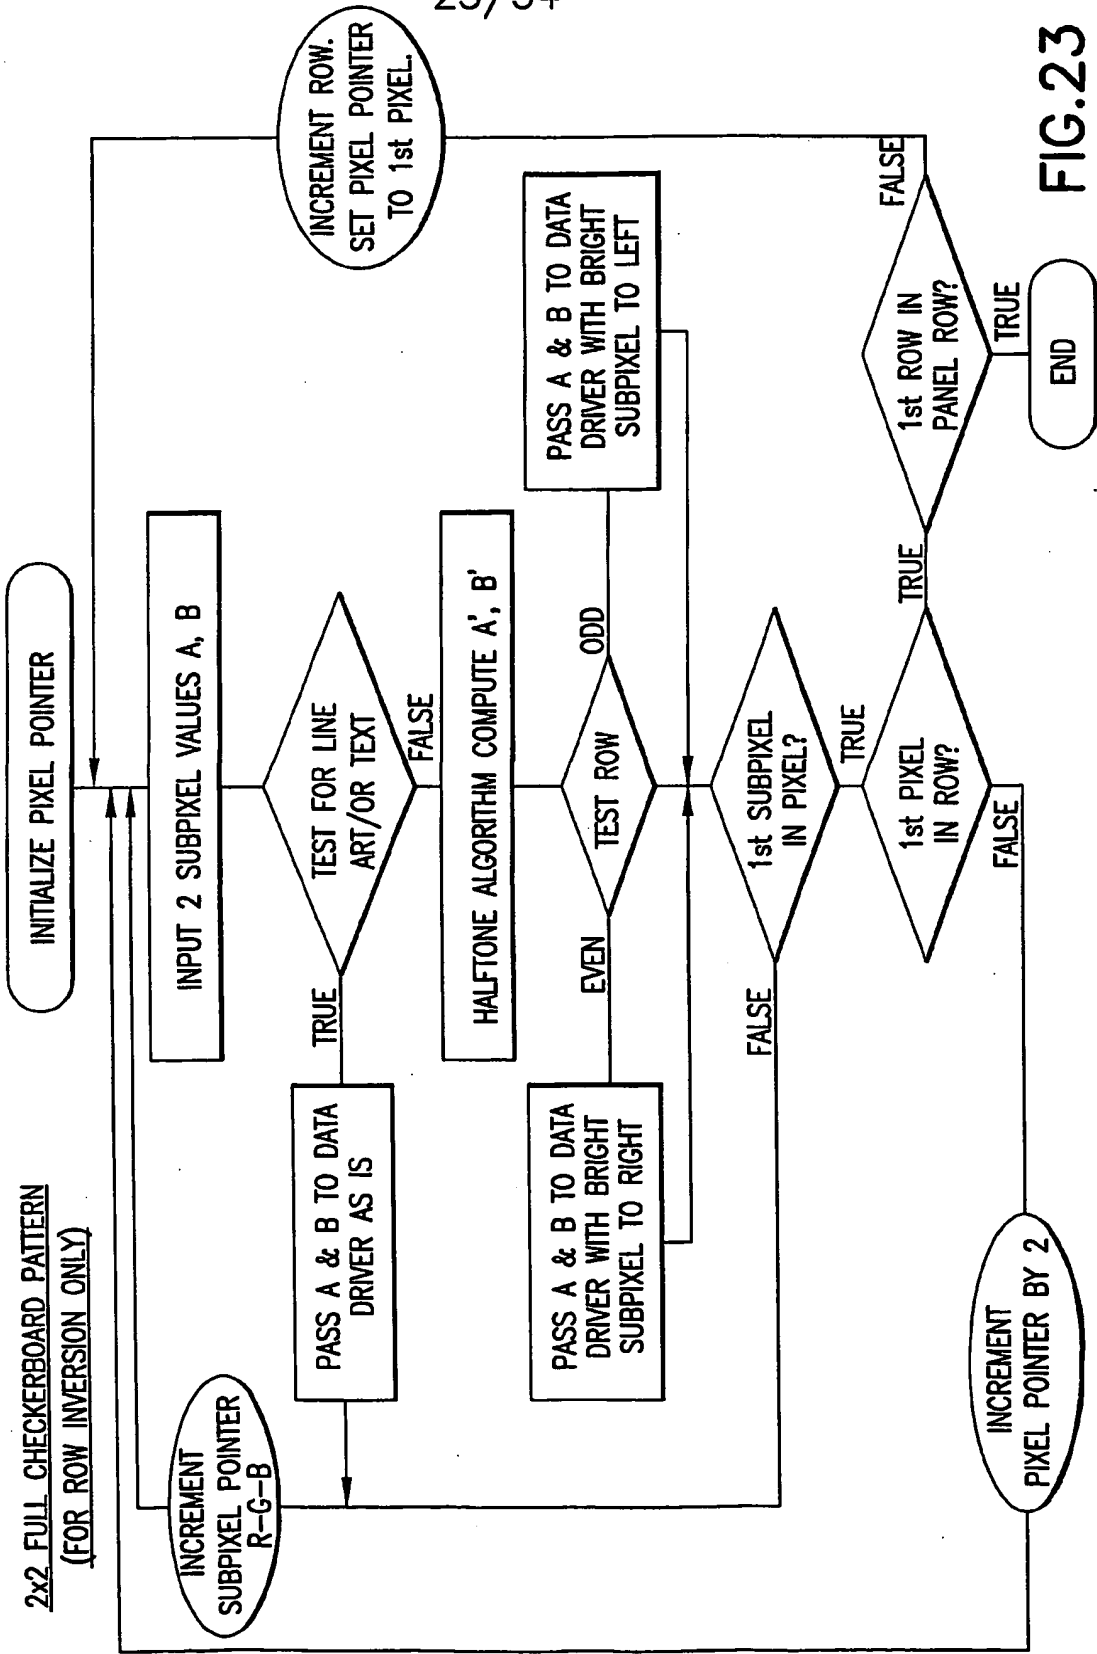 23/34
2x2 FULL CHECKERBOARD PATTERN
(FOR ROW INVERSION ONLY)
INITIALIZE PIXEL POINTER
INPUT 2 SUBPIXEL VALUES A, B
TEST FOR LINE
ART/OR TEXT
TRUE
FALSE
PASS A & B TO DATA
DRIVER AS IS
INCREMENT
SUBPIXEL POINTER
R-G-B
HALFTONE ALGORITHM COMPUTE A', B'
TEST ROW
EVEN
ODD
PASS A & B TO DATA
DRIVER WITH BRIGHT
SUBPIXEL TO RIGHT
PASS A & B TO DATA
DRIVER WITH BRIGHT
SUBPIXEL TO LEFT
INCREMENT ROW.
SET PIXEL POINTER
TO 1st PIXEL.
1st SUBPIXEL
IN PIXEL?
FALSE
TRUE
1st PIXEL
IN ROW?
FALSE
TRUE
1st ROW IN
PANEL ROW?
FALSE
TRUE
INCREMENT
PIXEL POINTER BY 2
END
FIG.23